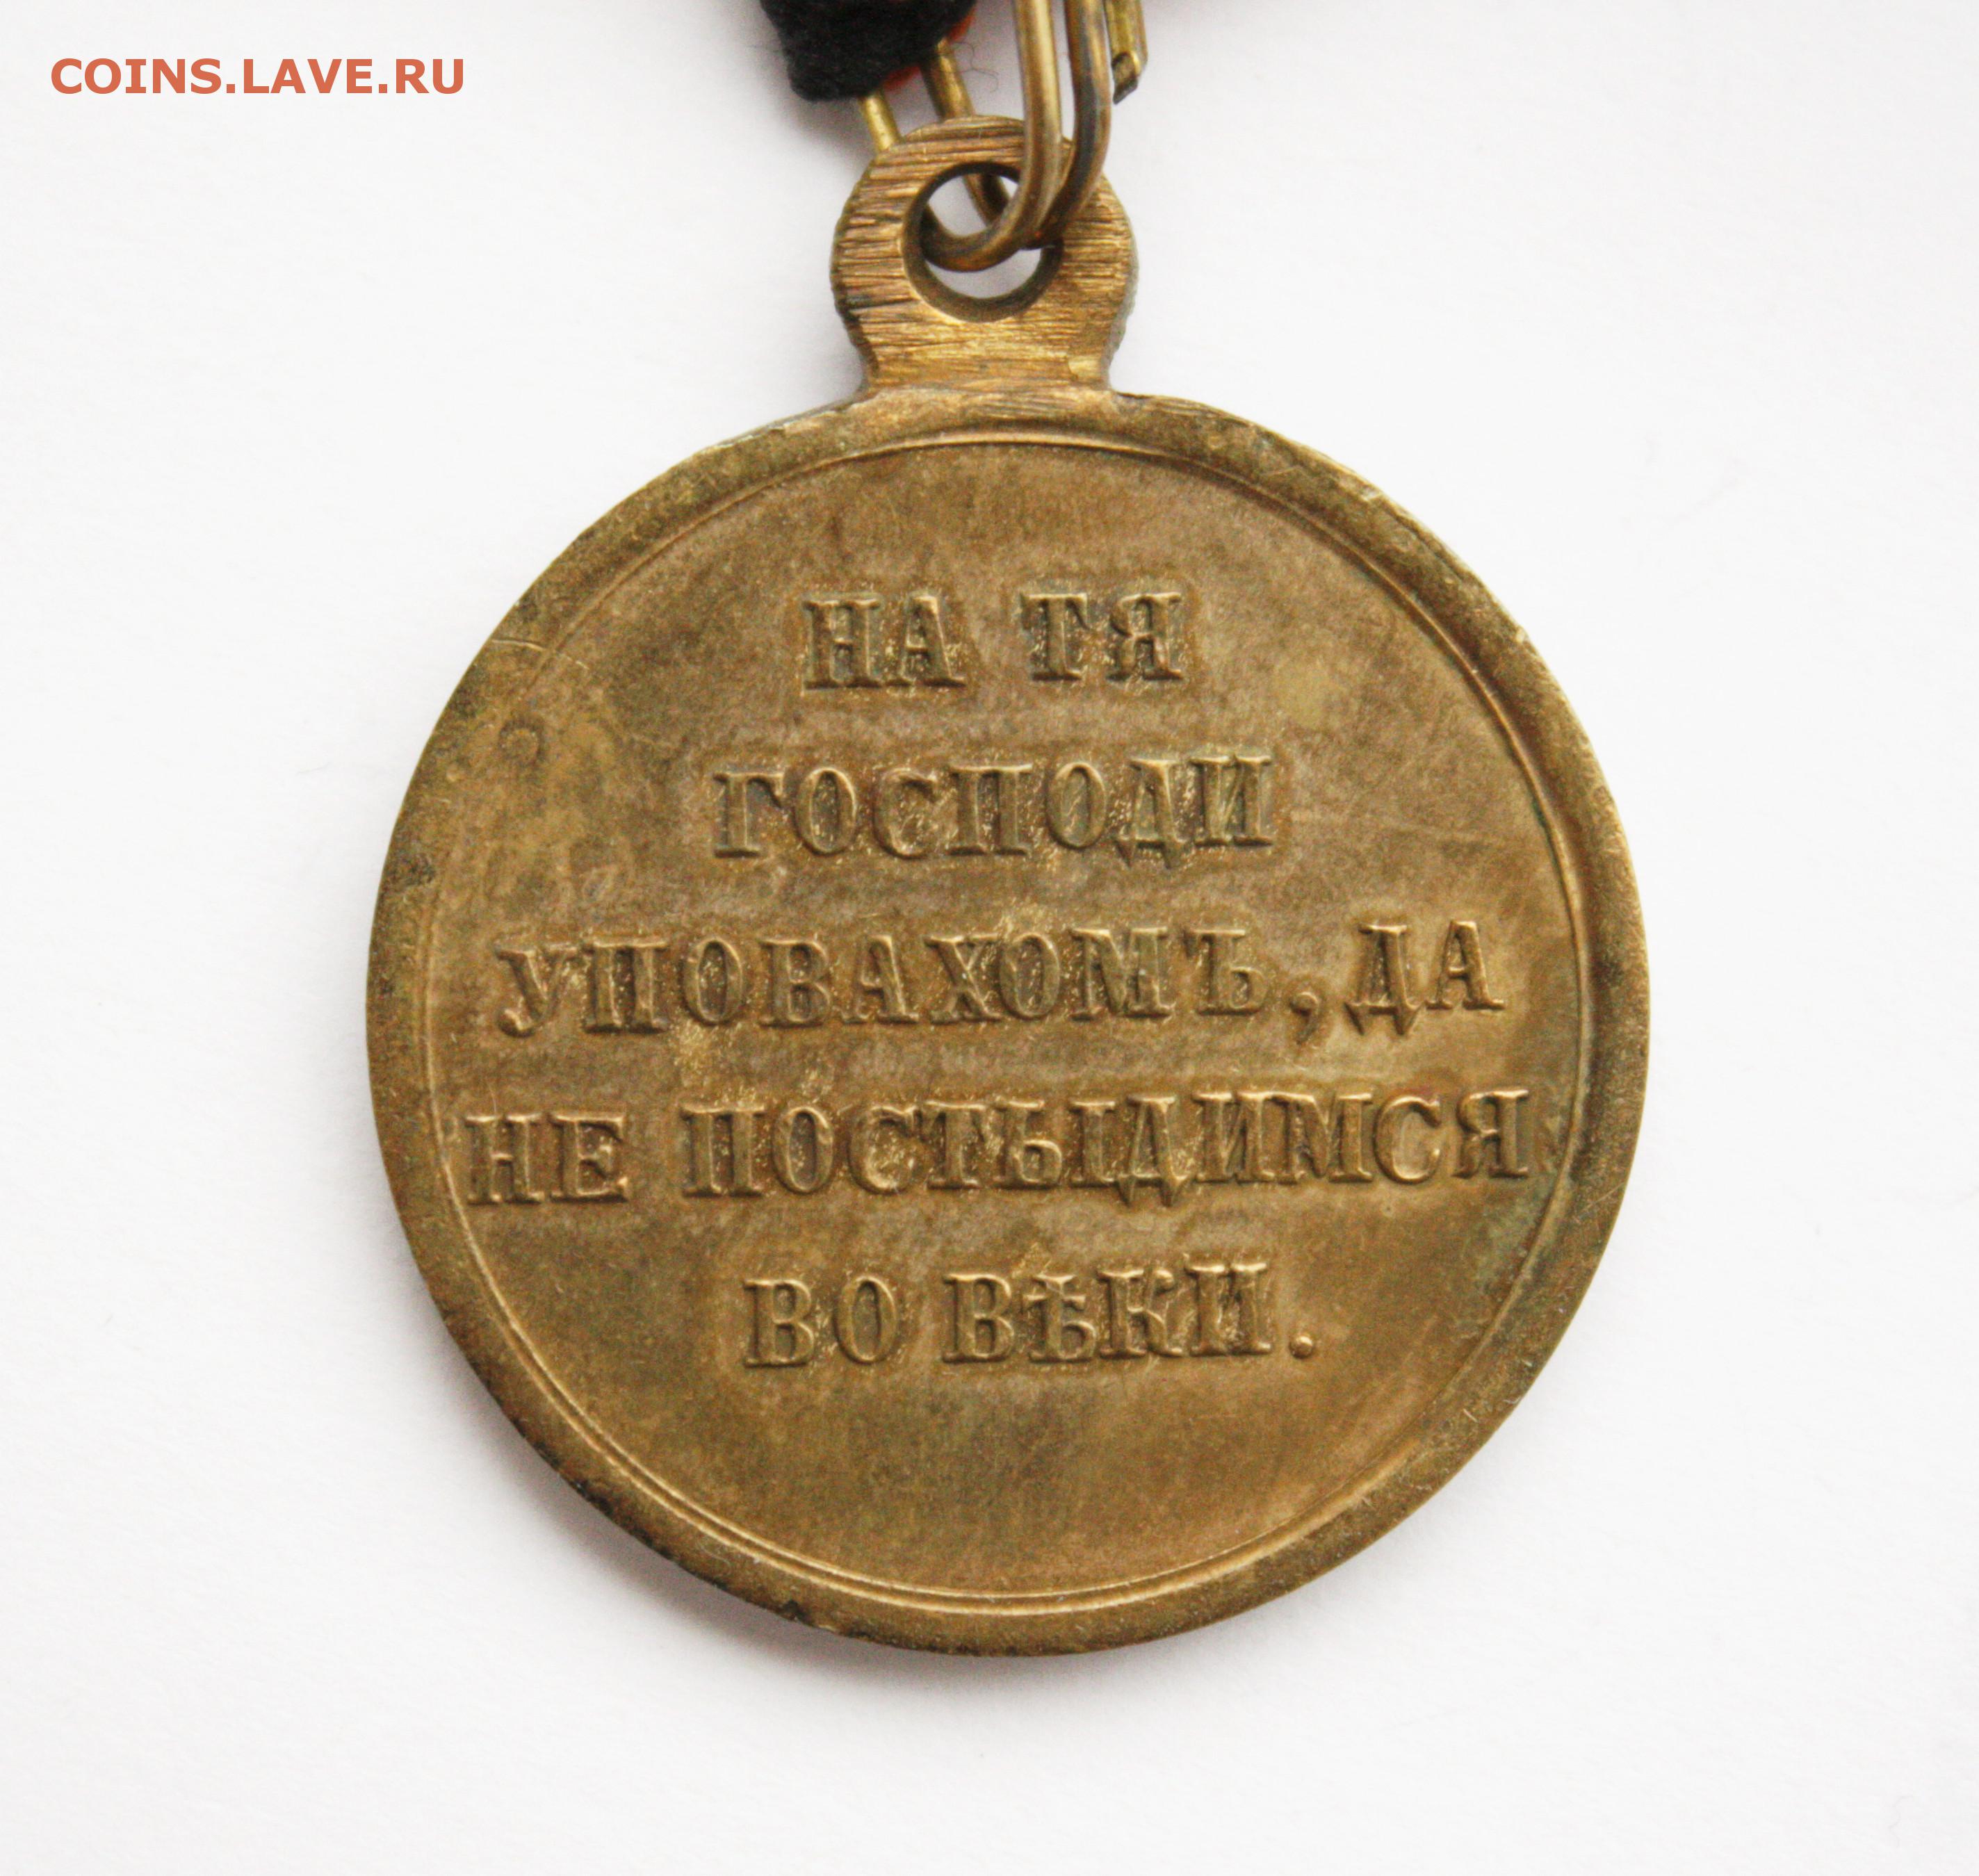 COINS.LAVE.RU
НА ТЯ
ГОСПОДИ
УПОВАХОМЪ, ДА
НЕ ПОСТЫДИМСЯ
ВО ВѢКИ.